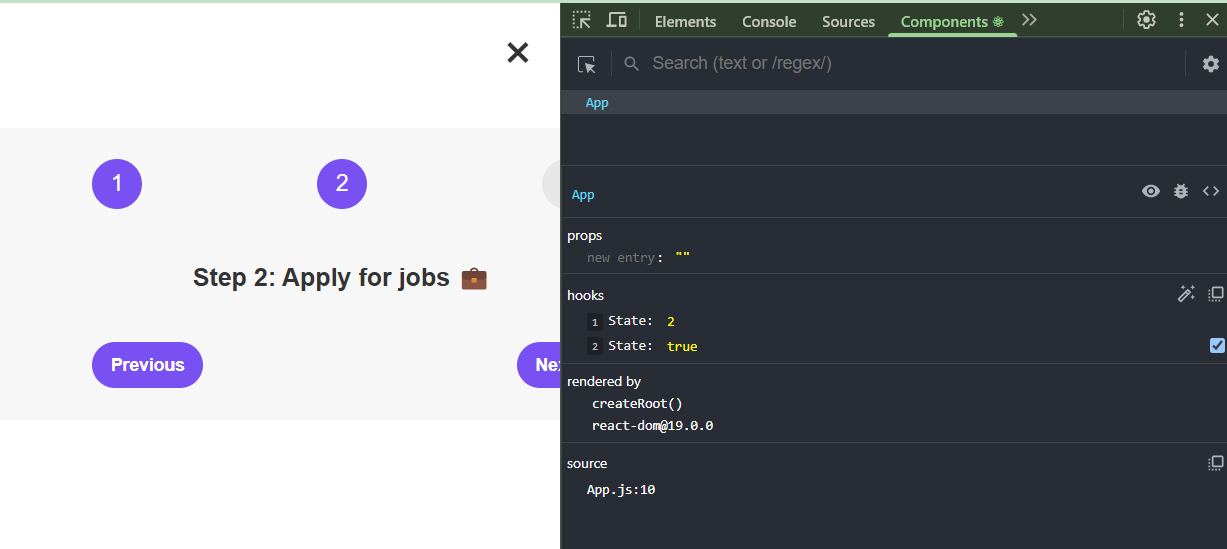 ✕
1
2
Step 2: Apply for jobs 💼
Previous
Elements Console Sources Components ⚛
Search (text or /regex/)
App
App
props
new entry: ""
hooks
1 State: 2
2 State: true
rendered by
createRoot()
react-dom@19.0.0
source
App.js:10